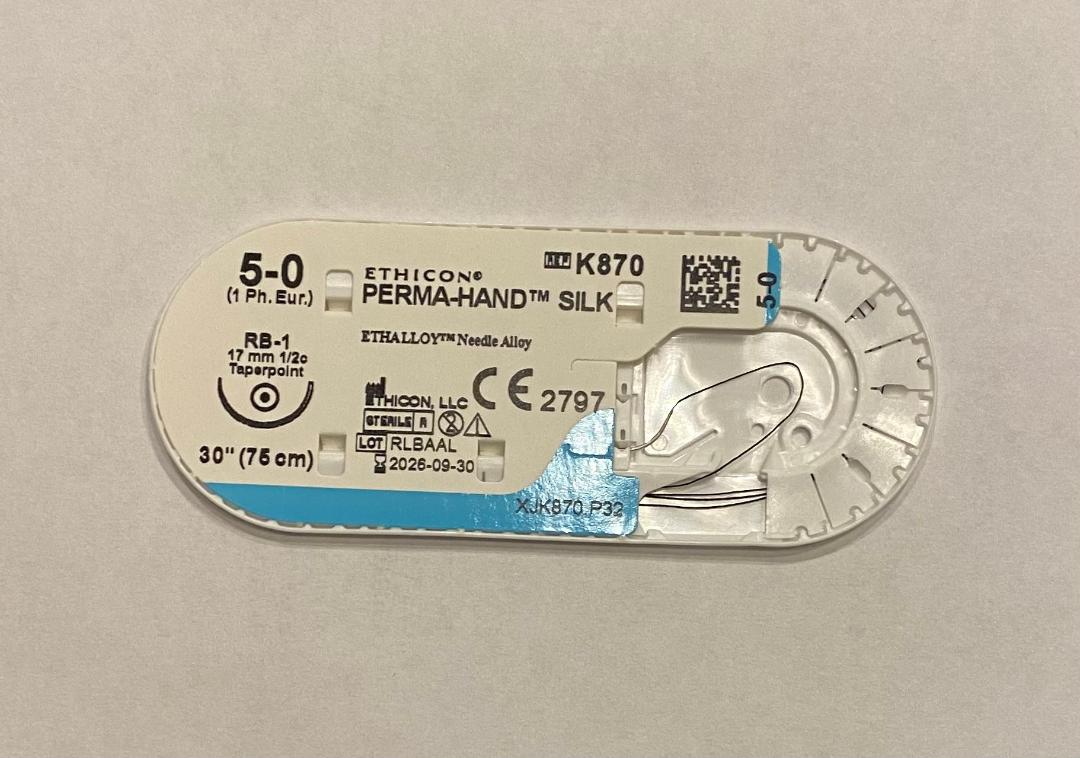 5-0
(1 Ph. Eur.)
RB-1
17 mm 1/2c
Taperpoint
30" (75 cm)
ETHICON®
PERMA-HAND™ SILK
ETHALLOY™ Needle Alloy
REF K870
ETHICON, LLC
CE 2797
STERILE R
LOT RLBAAL
2026-09-30
XJK870.P32
5-0